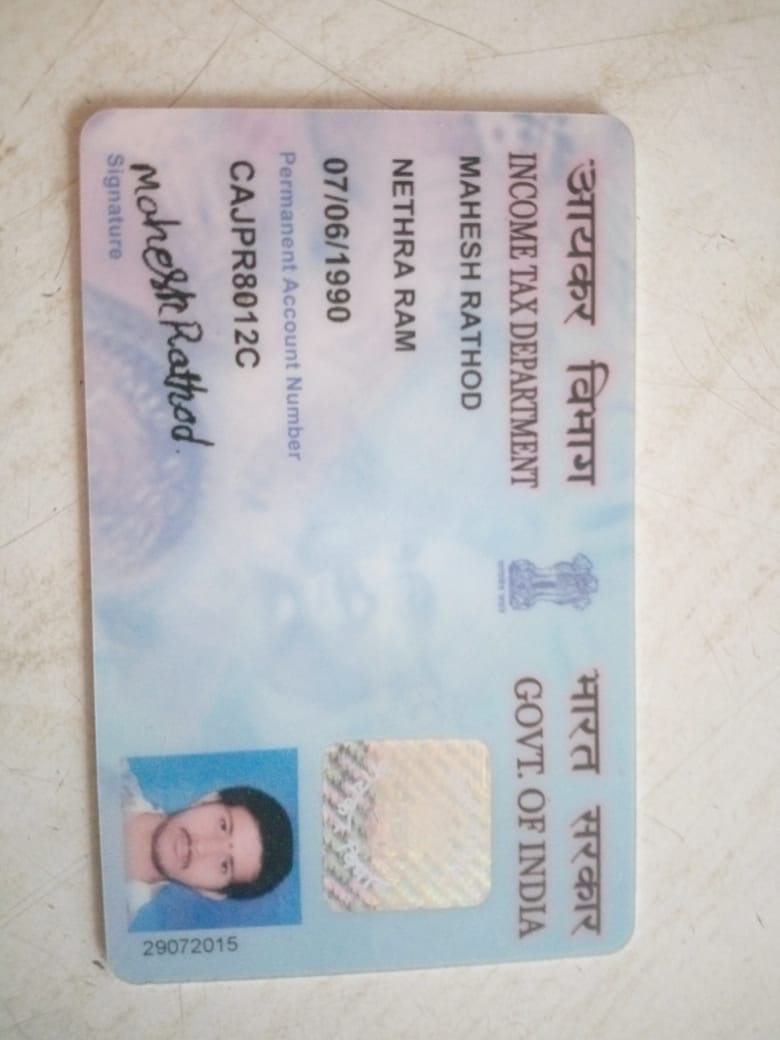 आयकर विभाग
INCOME TAX DEPARTMENT
भारत सरकार
GOVT. OF INDIA
MAHESH RATHOD
NETHRA RAM
07/06/1990
Permanent Account Number
CAJPR8012C
Mahesh Rathod
Signature
29072015